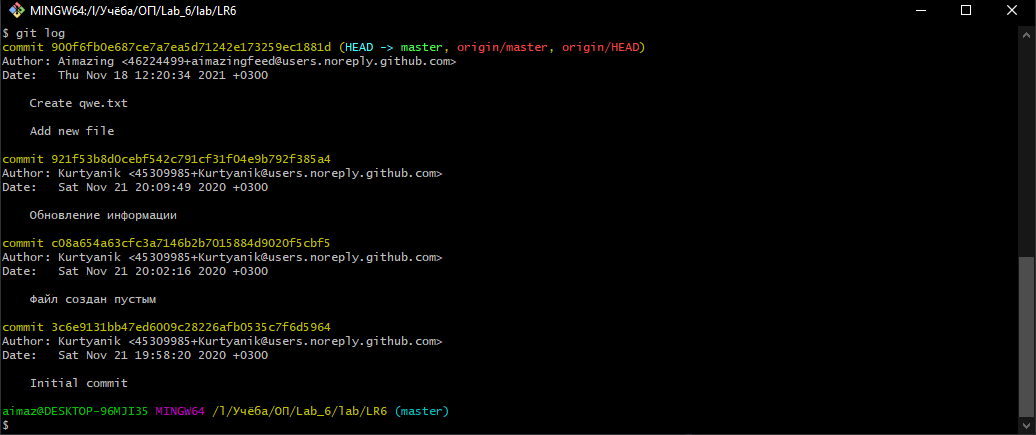 MINGW64:/l/Учёба/ОП/Lab_6/lab/LR6
$ git log
commit 900f6fb0e687ce7a7ea5d71242e173259ec1881d (HEAD -> master, origin/master, origin/HEAD)
Author: Aimazing <46224499+aimazingfeed@users.noreply.github.com>
Date:   Thu Nov 18 12:20:34 2021 +0300
Create qwe.txt
Add new file
commit 921f53b8d0cebf542c791cf31f04e9b792f385a4
Author: Kurtyanik <45309985+Kurtyanik@users.noreply.github.com>
Date:   Sat Nov 21 20:09:49 2020 +0300
Обновление информации
commit c08a654a63cfc3a7146b2b7015884d9020f5cbf5
Author: Kurtyanik <45309985+Kurtyanik@users.noreply.github.com>
Date:   Sat Nov 21 20:02:16 2020 +0300
Файл создан пустым
commit 3c6e9131bb47ed6009c28226afb0535c7f6d5964
Author: Kurtyanik <45309985+Kurtyanik@users.noreply.github.com>
Date:   Sat Nov 21 19:58:20 2020 +0300
Initial commit
aimaz@DESKTOP-96MJI35 MINGW64 /l/Учёба/ОП/Lab_6/lab/LR6 (master)
$